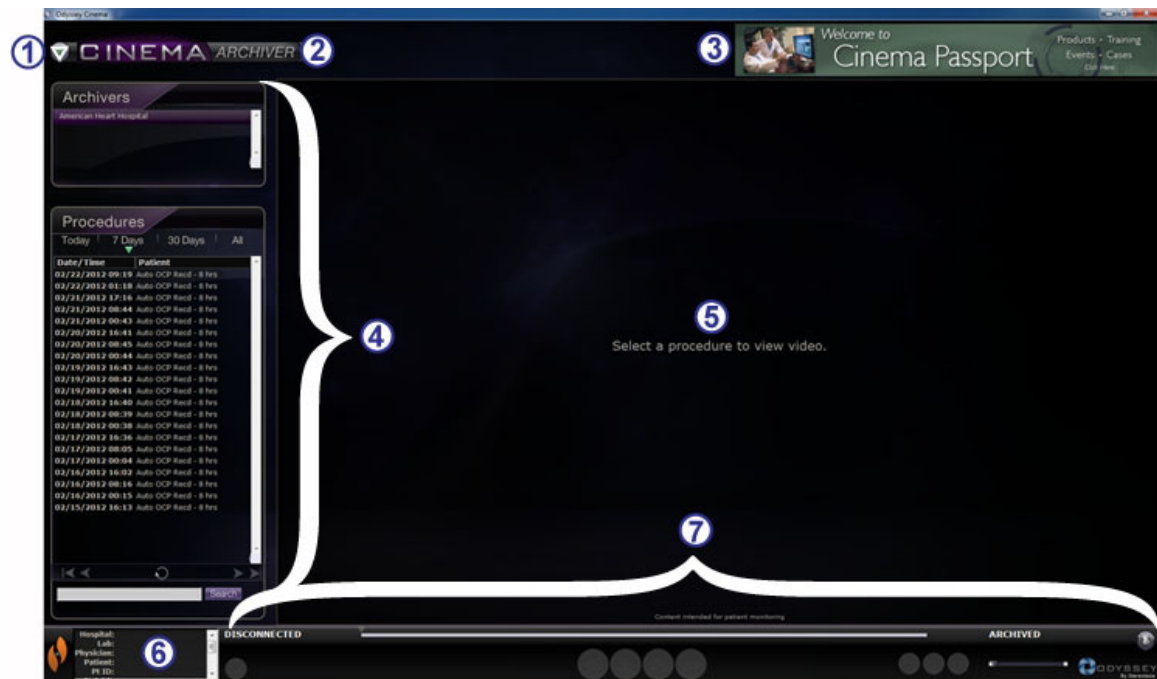 Odyssey Cinema
1
CINEMA ARCHIVER
2
3
Welcome to
Cinema Passport
Products - Training
Events - Cases
Click Here
Archivers
American Heart Hospital
Procedures
Today 7 Days 30 Days All
Date/Time Patient
02/22/2012 09:19 Auto OCP Recd - 8 hrs
02/22/2012 01:18 Auto OCP Recd - 8 hrs
02/21/2012 17:16 Auto OCP Recd - 8 hrs
02/21/2012 08:44 Auto OCP Recd - 8 hrs
02/21/2012 00:43 Auto OCP Recd - 8 hrs
02/20/2012 16:41 Auto OCP Recd - 8 hrs
02/20/2012 08:45 Auto OCP Recd - 8 hrs
02/20/2012 00:44 Auto OCP Recd - 8 hrs
02/19/2012 16:43 Auto OCP Recd - 8 hrs
02/19/2012 08:42 Auto OCP Recd - 8 hrs
02/19/2012 00:41 Auto OCP Recd - 8 hrs
02/18/2012 16:40 Auto OCP Recd - 8 hrs
02/18/2012 08:39 Auto OCP Recd - 8 hrs
02/18/2012 00:38 Auto OCP Recd - 8 hrs
02/17/2012 16:36 Auto OCP Recd - 8 hrs
02/17/2012 08:05 Auto OCP Recd - 8 hrs
02/17/2012 00:04 Auto OCP Recd - 8 hrs
02/16/2012 16:02 Auto OCP Recd - 8 hrs
02/16/2012 08:16 Auto OCP Recd - 8 hrs
02/16/2012 00:15 Auto OCP Recd - 8 hrs
02/15/2012 16:13 Auto OCP Recd - 8 hrs
Search
4
5
Select a procedure to view video.
7
Content intended for patient monitoring
Hospital:
Lab:
Physician:
Patient:
Pt ID:
6
DISCONNECTED
ARCHIVED
ODYSSEY
By Stereotaxis